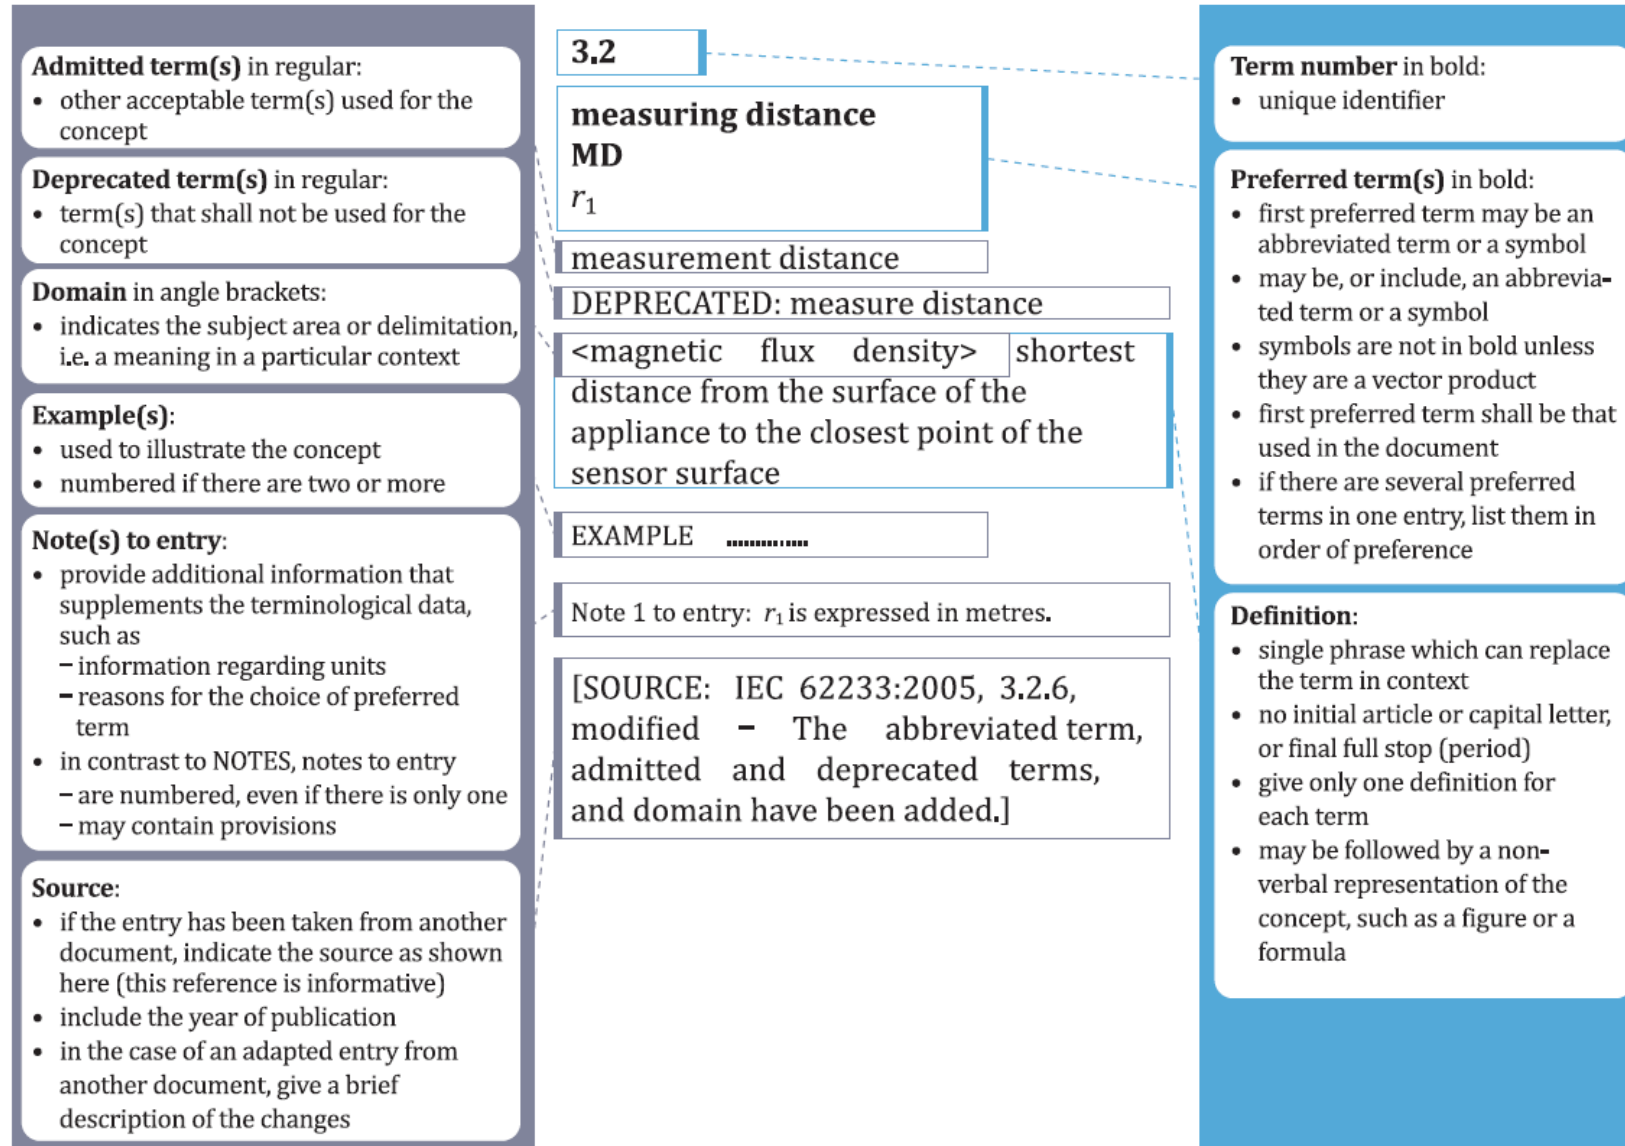 Admitted term(s) in regular:
• other acceptable term(s) used for the
concept
Deprecated term(s) in regular:
• term(s) that shall not be used for the
concept
Domain in angle brackets:
• indicates the subject area or delimitation,
i.e. a meaning in a particular context
Example(s):
• used to illustrate the concept
• numbered if there are two or more
Note(s) to entry:
• provide additional information that
supplements the terminological data,
such as
– information regarding units
– reasons for the choice of preferred
term
• in contrast to NOTES, notes to entry
– are numbered, even if there is only one
– may contain provisions
Source:
• if the entry has been taken from another
document, indicate the source as shown
here (this reference is informative)
• include the year of publication
• in the case of an adapted entry from
another document, give a brief
description of the changes
3.2
measuring distance
MD
r₁
measurement distance
DEPRECATED: measure distance
<magnetic flux density> shortest
distance from the surface of the
appliance to the closest point of the
sensor surface
EXAMPLE ..............
Note 1 to entry: r₁ is expressed in metres.
[SOURCE: IEC 62233:2005, 3.2.6,
modified – The abbreviated term,
admitted and deprecated terms,
and domain have been added.]
Term number in bold:
• unique identifier
Preferred term(s) in bold:
• first preferred term may be an
abbreviated term or a symbol
• may be, or include, an abbrevia-
ted term or a symbol
• symbols are not in bold unless
they are a vector product
• first preferred term shall be that
used in the document
• if there are several preferred
terms in one entry, list them in
order of preference
Definition:
• single phrase which can replace
the term in context
• no initial article or capital letter,
or final full stop (period)
• give only one definition for
each term
• may be followed by a non-
verbal representation of the
concept, such as a figure or a
formula